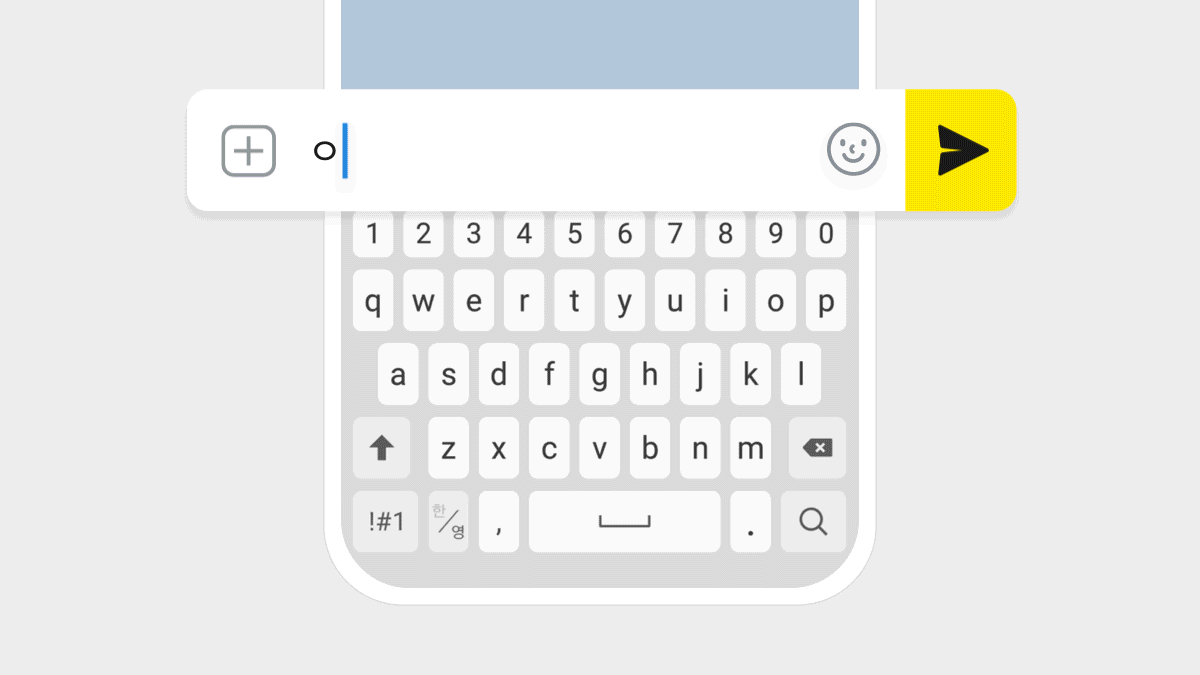 ㅇ
1 2 3 4 5 6 7 8 9 0
q w e r t y u i o p
a s d f g h j k l
z x c v b n m
!#1 한/영 , .